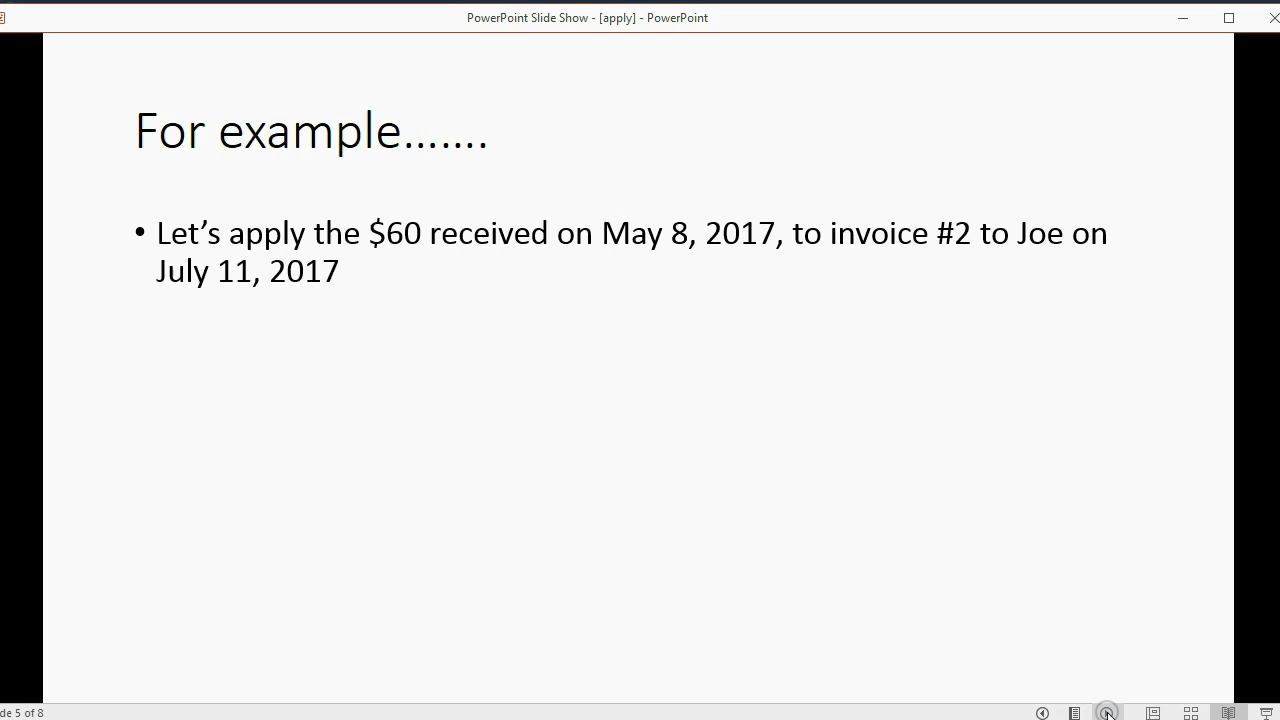 PowerPoint Slide Show - [apply] - PowerPoint
For example.......
• Let’s apply the $60 received on May 8, 2017, to invoice #2 to Joe on
July 11, 2017
de 5 of 8